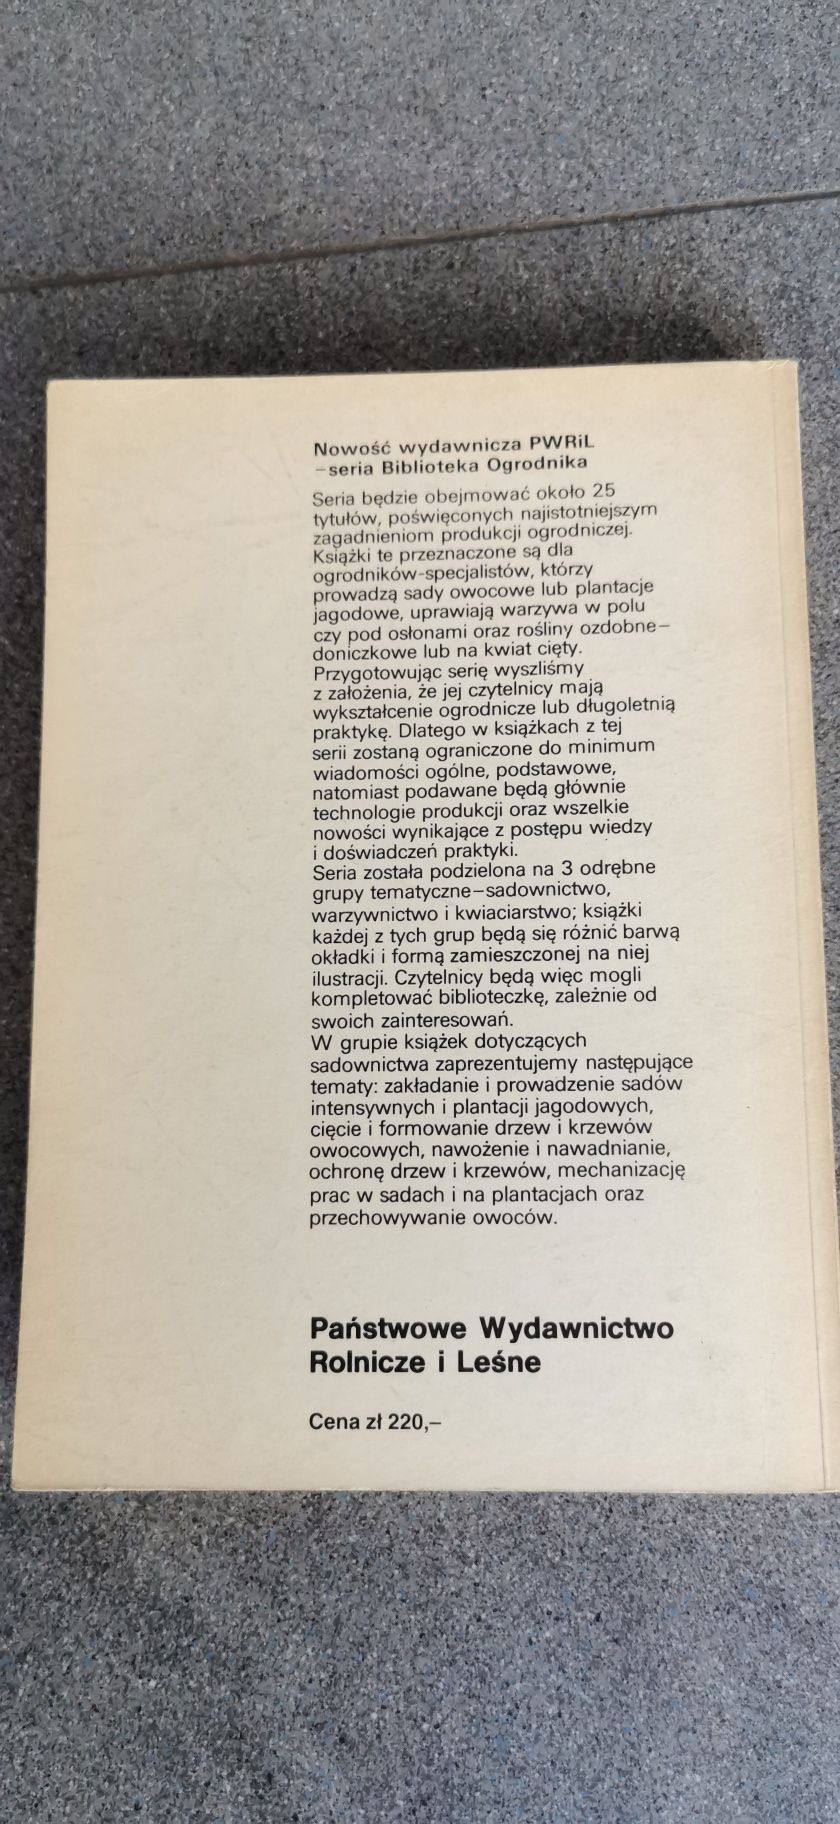 Nowość wydawnicza PWRiL
–seria Biblioteka Ogrodnika
Seria będzie obejmować około 25
tytułów, poświęconych najistotniejszym
zagadnieniom produkcji ogrodniczej.
Książki te przeznaczone są dla
ogrodników-specjalistów, którzy
prowadzą sady owocowe lub plantacje
jagodowe, uprawiają warzywa w polu
czy pod osłonami oraz rośliny ozdobne–
doniczkowe lub na kwiat cięty.
Przygotowując serię wyszliśmy
z założenia, że jej czytelnicy mają
wykształcenie ogrodnicze lub długoletnią
praktykę. Dlatego w książkach z tej
serii zostaną ograniczone do minimum
wiadomości ogólne, podstawowe,
natomiast podawane będą głównie
technologie produkcji oraz wszelkie
nowości wynikające z postępu wiedzy
i doświadczeń praktyki.
Seria została podzielona na 3 odrębne
grupy tematyczne–sadownictwo,
warzywnictwo i kwiaciarstwo; książki
każdej z tych grup będą się różnić barwą
okładki i formą zamieszczonej na niej
ilustracji. Czytelnicy będą więc mogli
kompletować biblioteczkę, zależnie od
swoich zainteresowań.
W grupie książek dotyczących
sadownictwa zaprezentujemy następujące
tematy: zakładanie i prowadzenie sadów
intensywnych i plantacji jagodowych,
cięcie i formowanie drzew i krzewów
owocowych, nawożenie i nawadnianie,
ochronę drzew i krzewów, mechanizację
prac w sadach i na plantacjach oraz
przechowywanie owoców.
Państwowe Wydawnictwo
Rolnicze i Leśne
Cena zł 220,–